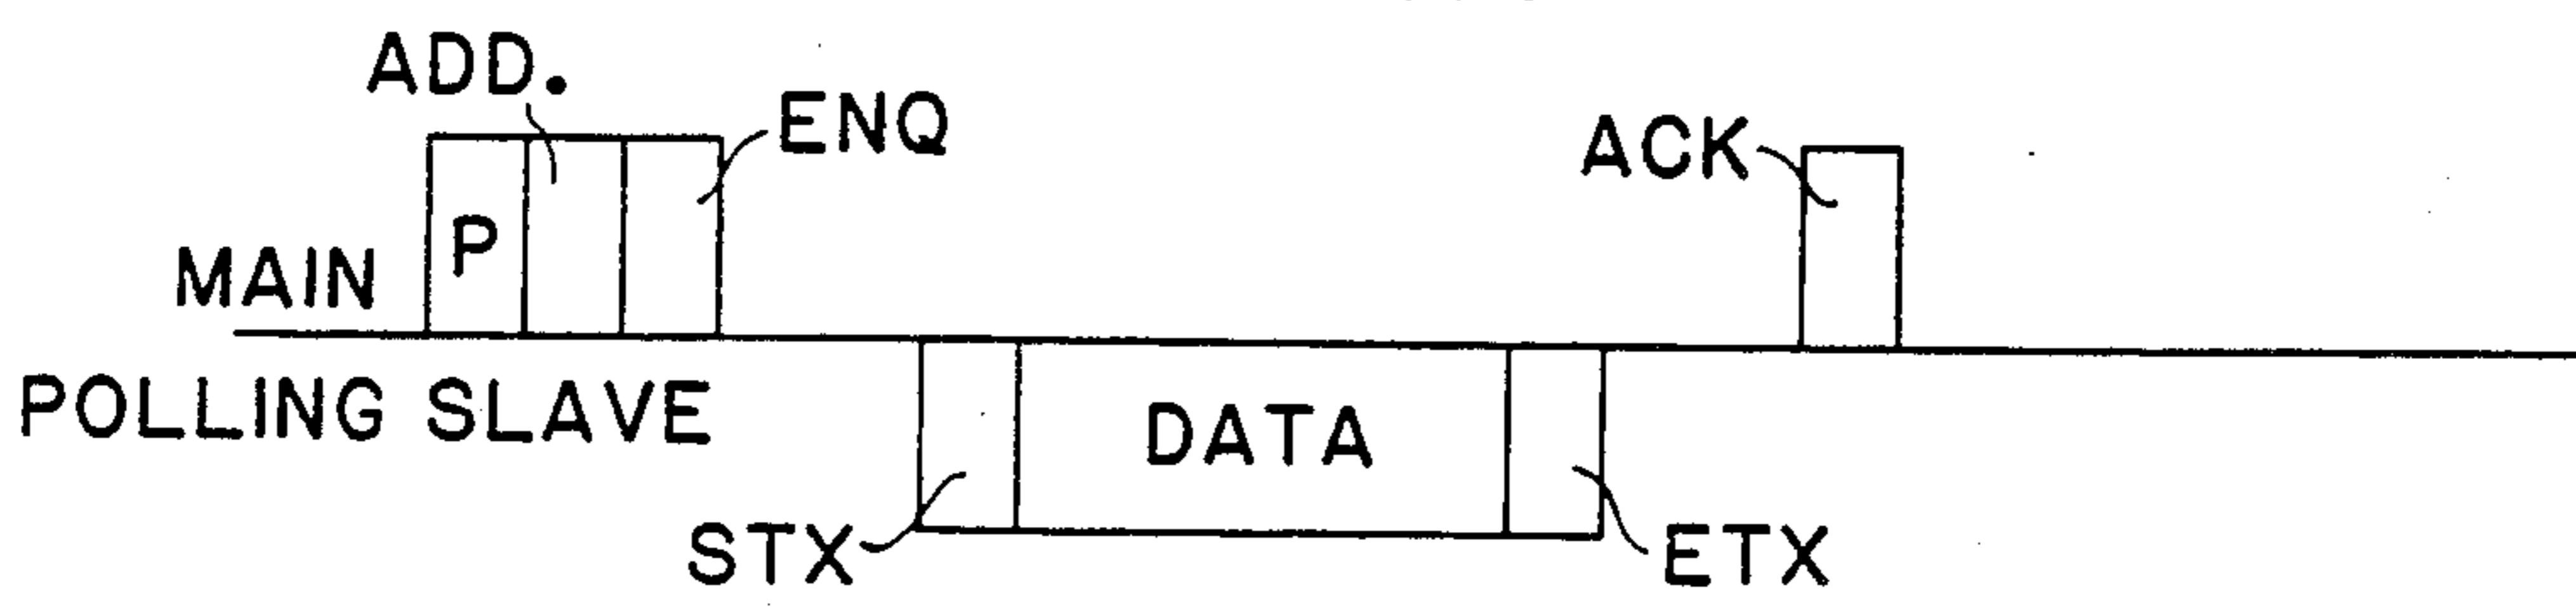 ADD.
ENQ
ACK
P
MAIN
POLLING SLAVE
DATA
STX
ETX